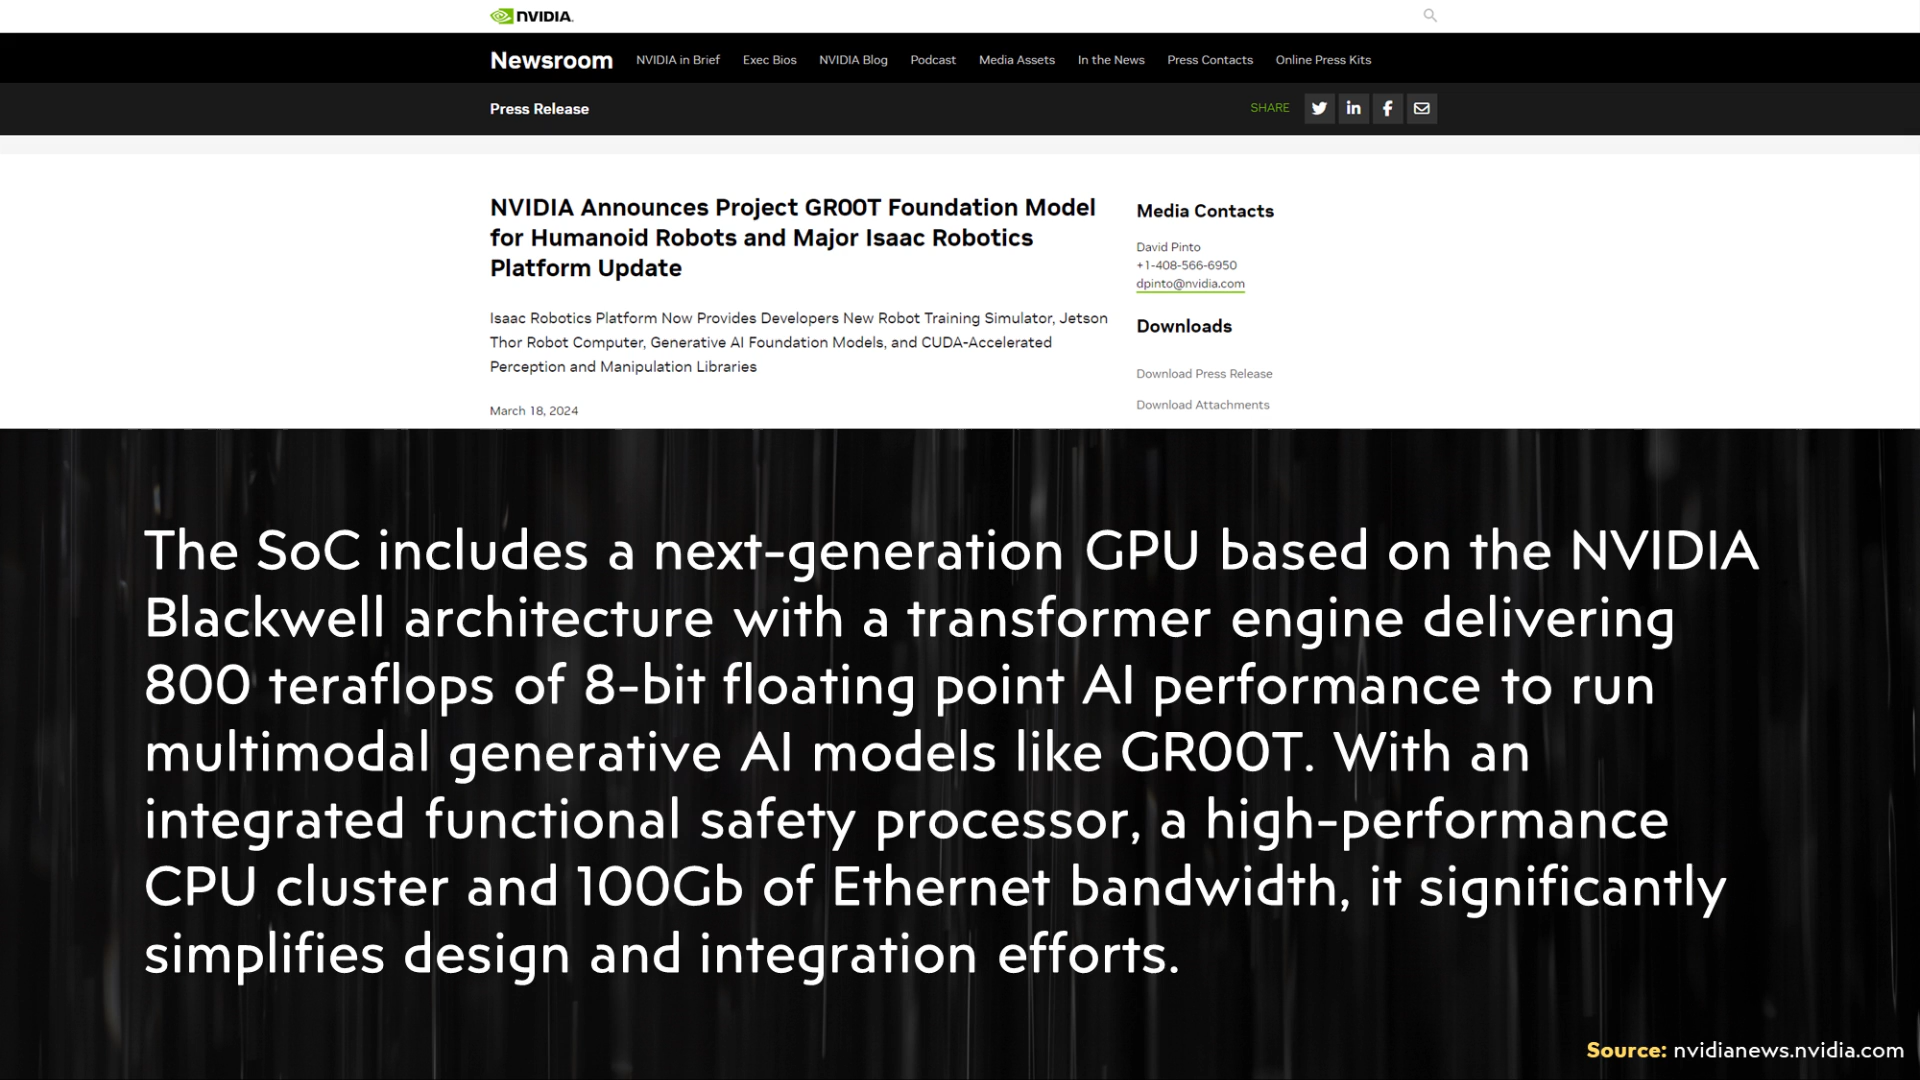 NVIDIA.
Newsroom NVIDIA in Brief Exec Bios NVIDIA Blog Podcast Media Assets In the News Press Contacts Online Press Kits
Press Release SHARE
NVIDIA Announces Project GR00T Foundation Model
for Humanoid Robots and Major Isaac Robotics
Platform Update
Isaac Robotics Platform Now Provides Developers New Robot Training Simulator, Jetson
Thor Robot Computer, Generative AI Foundation Models, and CUDA-Accelerated
Perception and Manipulation Libraries
March 18, 2024
Media Contacts
David Pinto
+1-408-566-6950
dpinto@nvidia.com
Downloads
Download Press Release
Download Attachments
The SoC includes a next-generation GPU based on the NVIDIA
Blackwell architecture with a transformer engine delivering
800 teraflops of 8-bit floating point AI performance to run
multimodal generative AI models like GR00T. With an
integrated functional safety processor, a high-performance
CPU cluster and 100Gb of Ethernet bandwidth, it significantly
simplifies design and integration efforts.
Source: nvidianews.nvidia.com